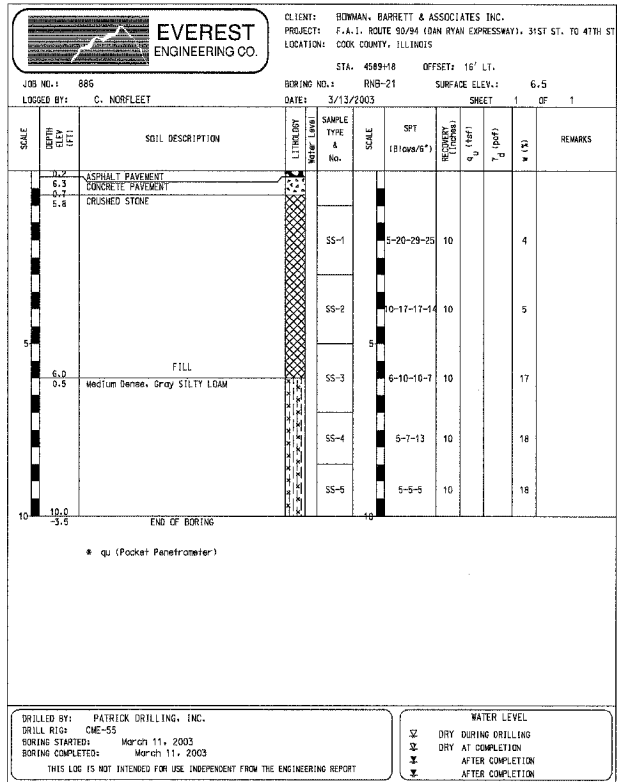 EVEREST
ENGINEERING CO.
CLIENT: BOWMAN, BARRETT & ASSOCIATES INC.
PROJECT: F.A.I. ROUTE 90/94 (DAN RYAN EXPRESSWAY), 31ST ST. TO 47TH ST
LOCATION: COOK COUNTY, ILLINOIS
STA. 4589+18 OFFSET: 16' LT.
JOB NO.: 886 BORING NO.: RNB-21 SURFACE ELEV.: 6.5
LOGGED BY: C. NORFLEET DATE: 3/13/2003 SHEET 1 OF 1
SCALE DEPTH ELEV (FT) SOIL DESCRIPTION LITHOLOGY Water Level SAMPLE TYPE & No. SCALE SPT (Blows/6") RECOVERY (Inches) qu (tsf) γd (pcf) w (%) REMARKS
0.2 ASPHALT PAVEMENT
6.3 CONCRETE PAVEMENT
0.7
5.8 CRUSHED STONE
SS-1 5-20-29-25 10 4
SS-2 10-17-17-14 10 5
5 5
FILL
6.0
0.5 Medium Dense, Gray SILTY LOAM
SS-3 6-10-10-7 10 17
SS-4 5-7-13 10 18
SS-5 5-5-5 10 18
10 10.0 10
-3.5 END OF BORING
* qu (Pocket Penetrometer)
DRILLED BY: PATRICK DRILLING, INC.
DRILL RIG: CME-55
BORING STARTED: March 11, 2003
BORING COMPLETED: March 11, 2003
THIS LOG IS NOT INTENDED FOR USE INDEPENDENT FROM THE ENGINEERING REPORT
WATER LEVEL
DRY DURING DRILLING
DRY AT COMPLETION
AFTER COMPLETION
AFTER COMPLETION